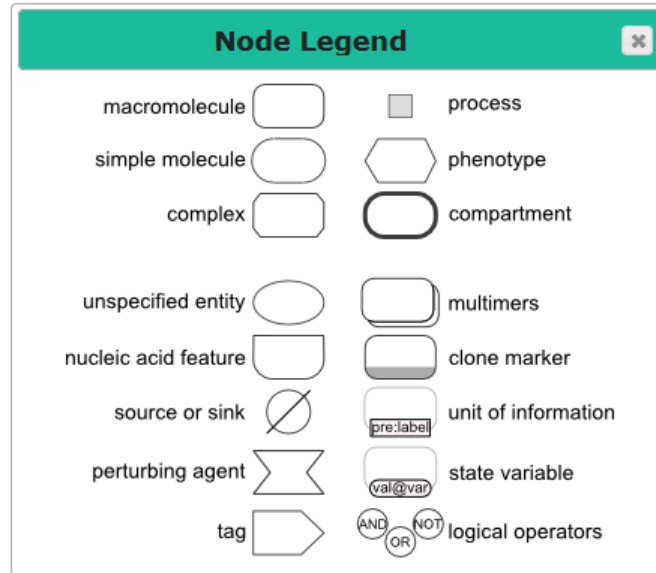 Node Legend
macromolecule process
simple molecule phenotype
complex compartment
unspecified entity multimers
nucleic acid feature clone marker
source or sink pre:label unit of information
perturbing agent val@var state variable
tag AND OR NOT logical operators